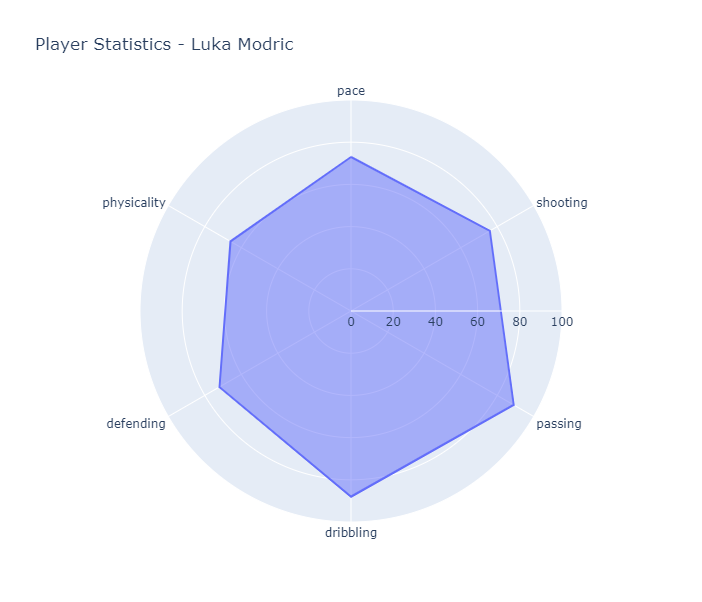 Player Statistics - Luka Modric
pace
physicality
shooting
0 20 40 60 80 100
defending
passing
dribbling